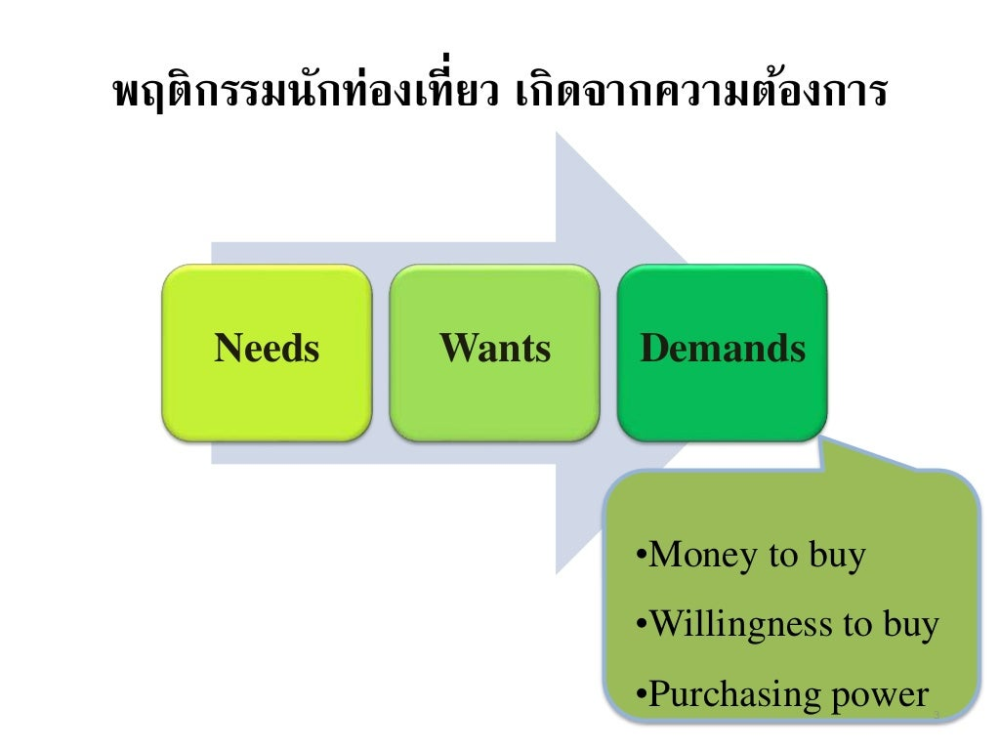 พฤติกรรมนักท่องเที่ยว เกิดจากความต้องการ
Needs
Wants
Demands
•Money to buy
•Willingness to buy
•Purchasing power
3